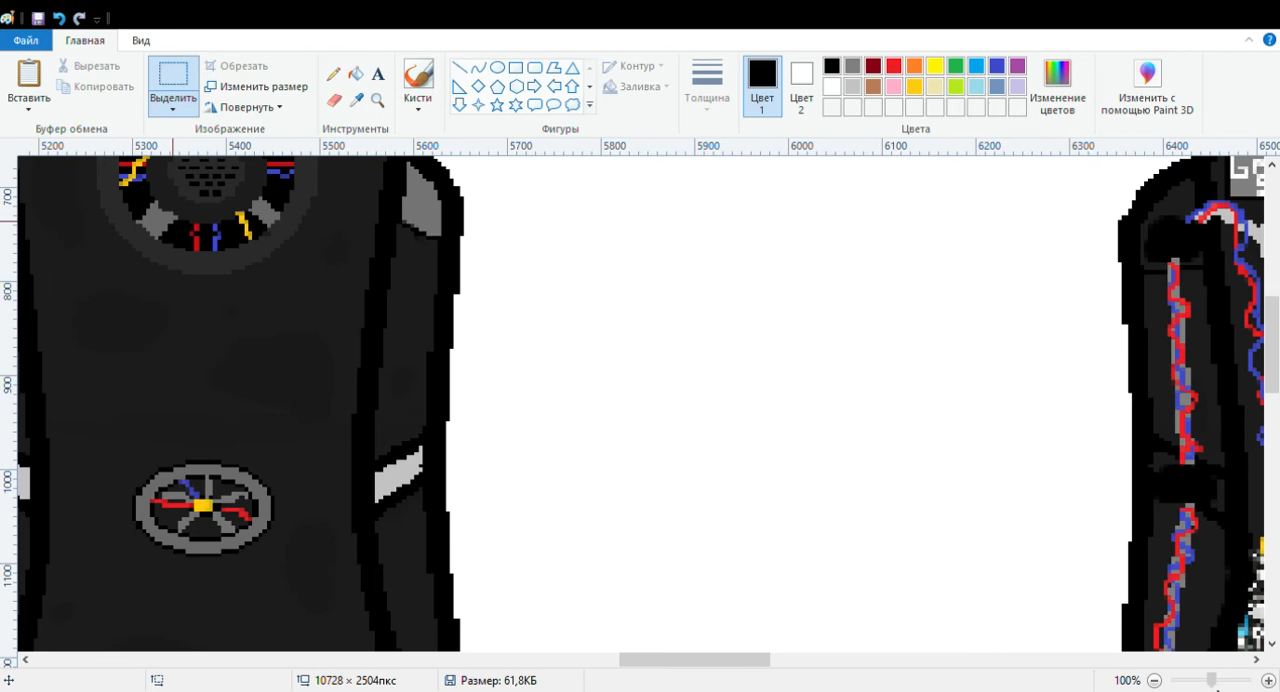 Файл Главная Вид
Вставить
Вырезать
Копировать
Буфер обмена
Выделить
Обрезать
Изменить размер
Повернуть
Изображение
A
Инструменты
Кисти
Контур
Заливка
Фигуры
Толщина
Цвет 1
Цвет 2
Изменение цветов
Цвета
Изменить с помощью Paint 3D
5200 5300 5400 5500 5600 5700 5800 5900 6000 6100 6200 6300 6400 6500
700
800
900
1000
1100
10728 × 2504пкс
Размер: 61,8КБ
100%